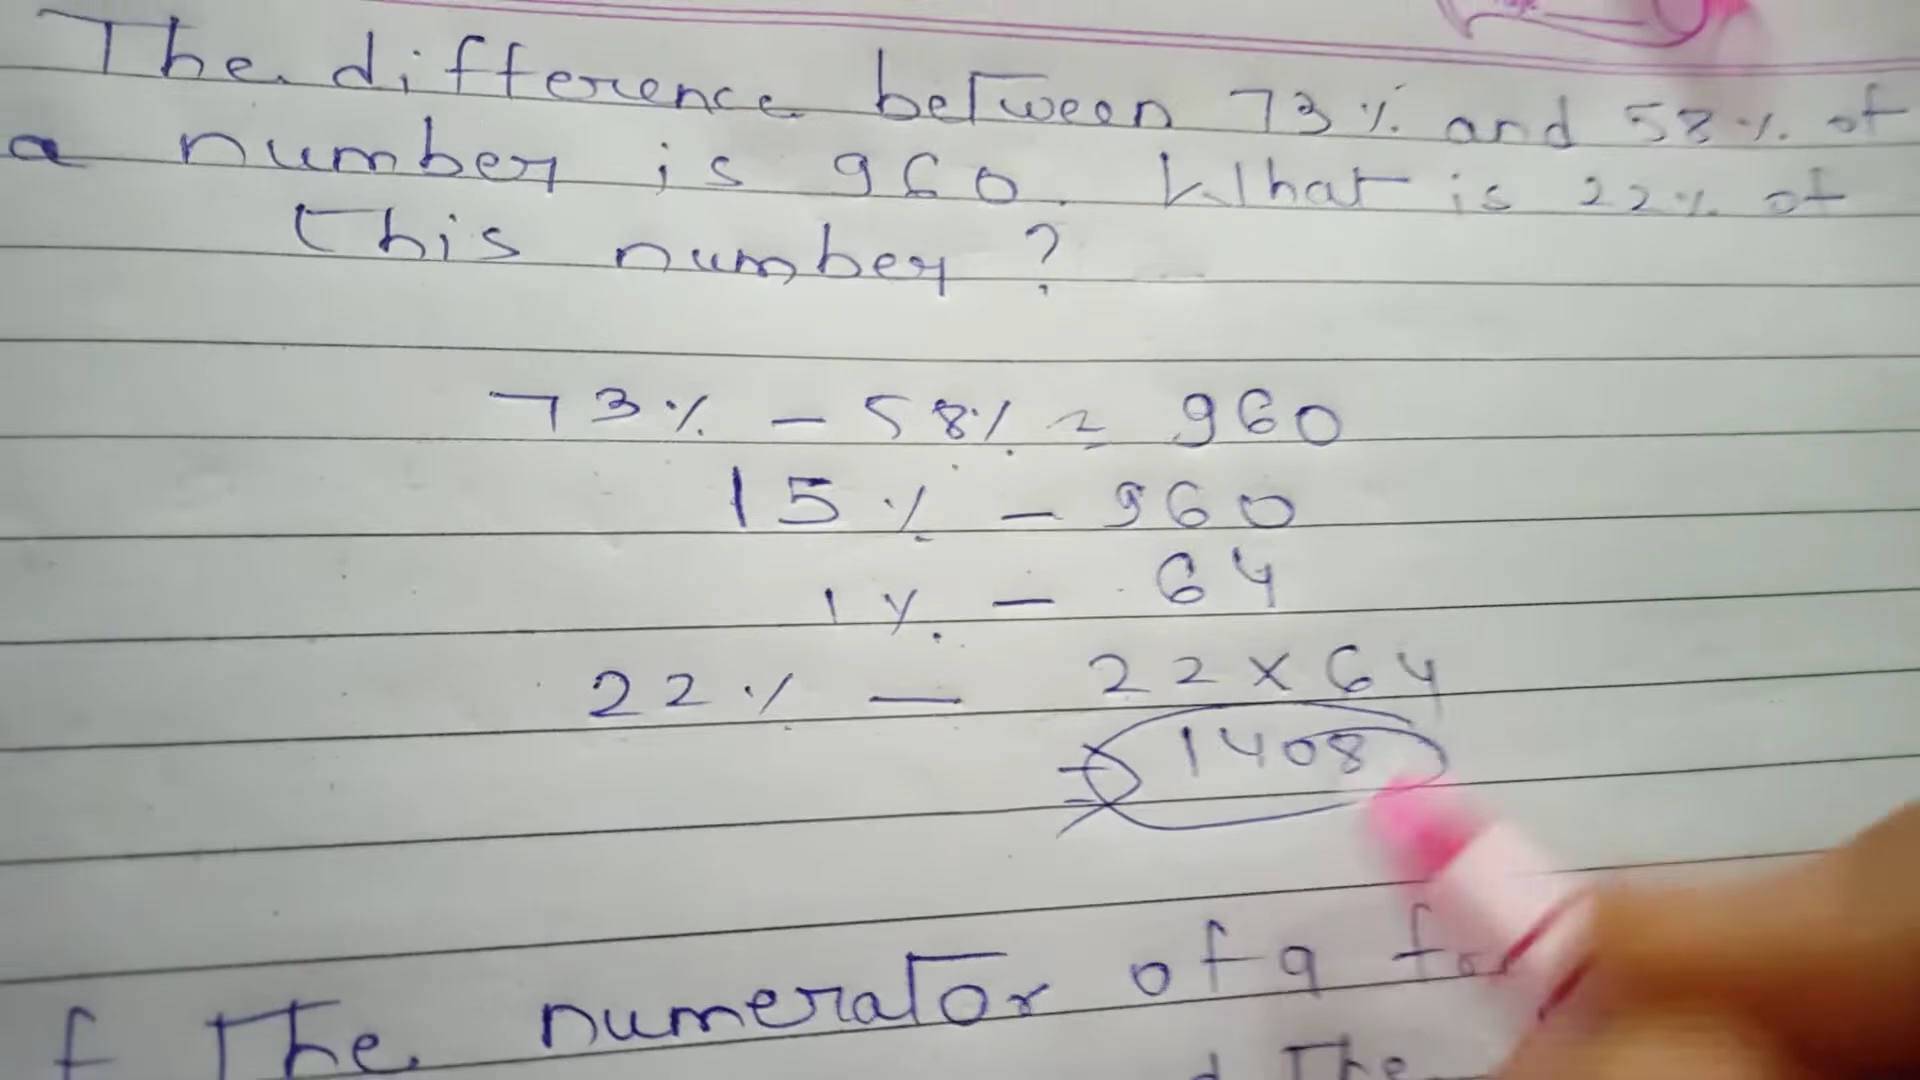 The difference between 73% and 58% of
a number is 960. What is 22% of
this number?
73% - 58% = 960
15% - 960
1% - 64
22% - 22 x 64
= 1408
f The numerator of a
The